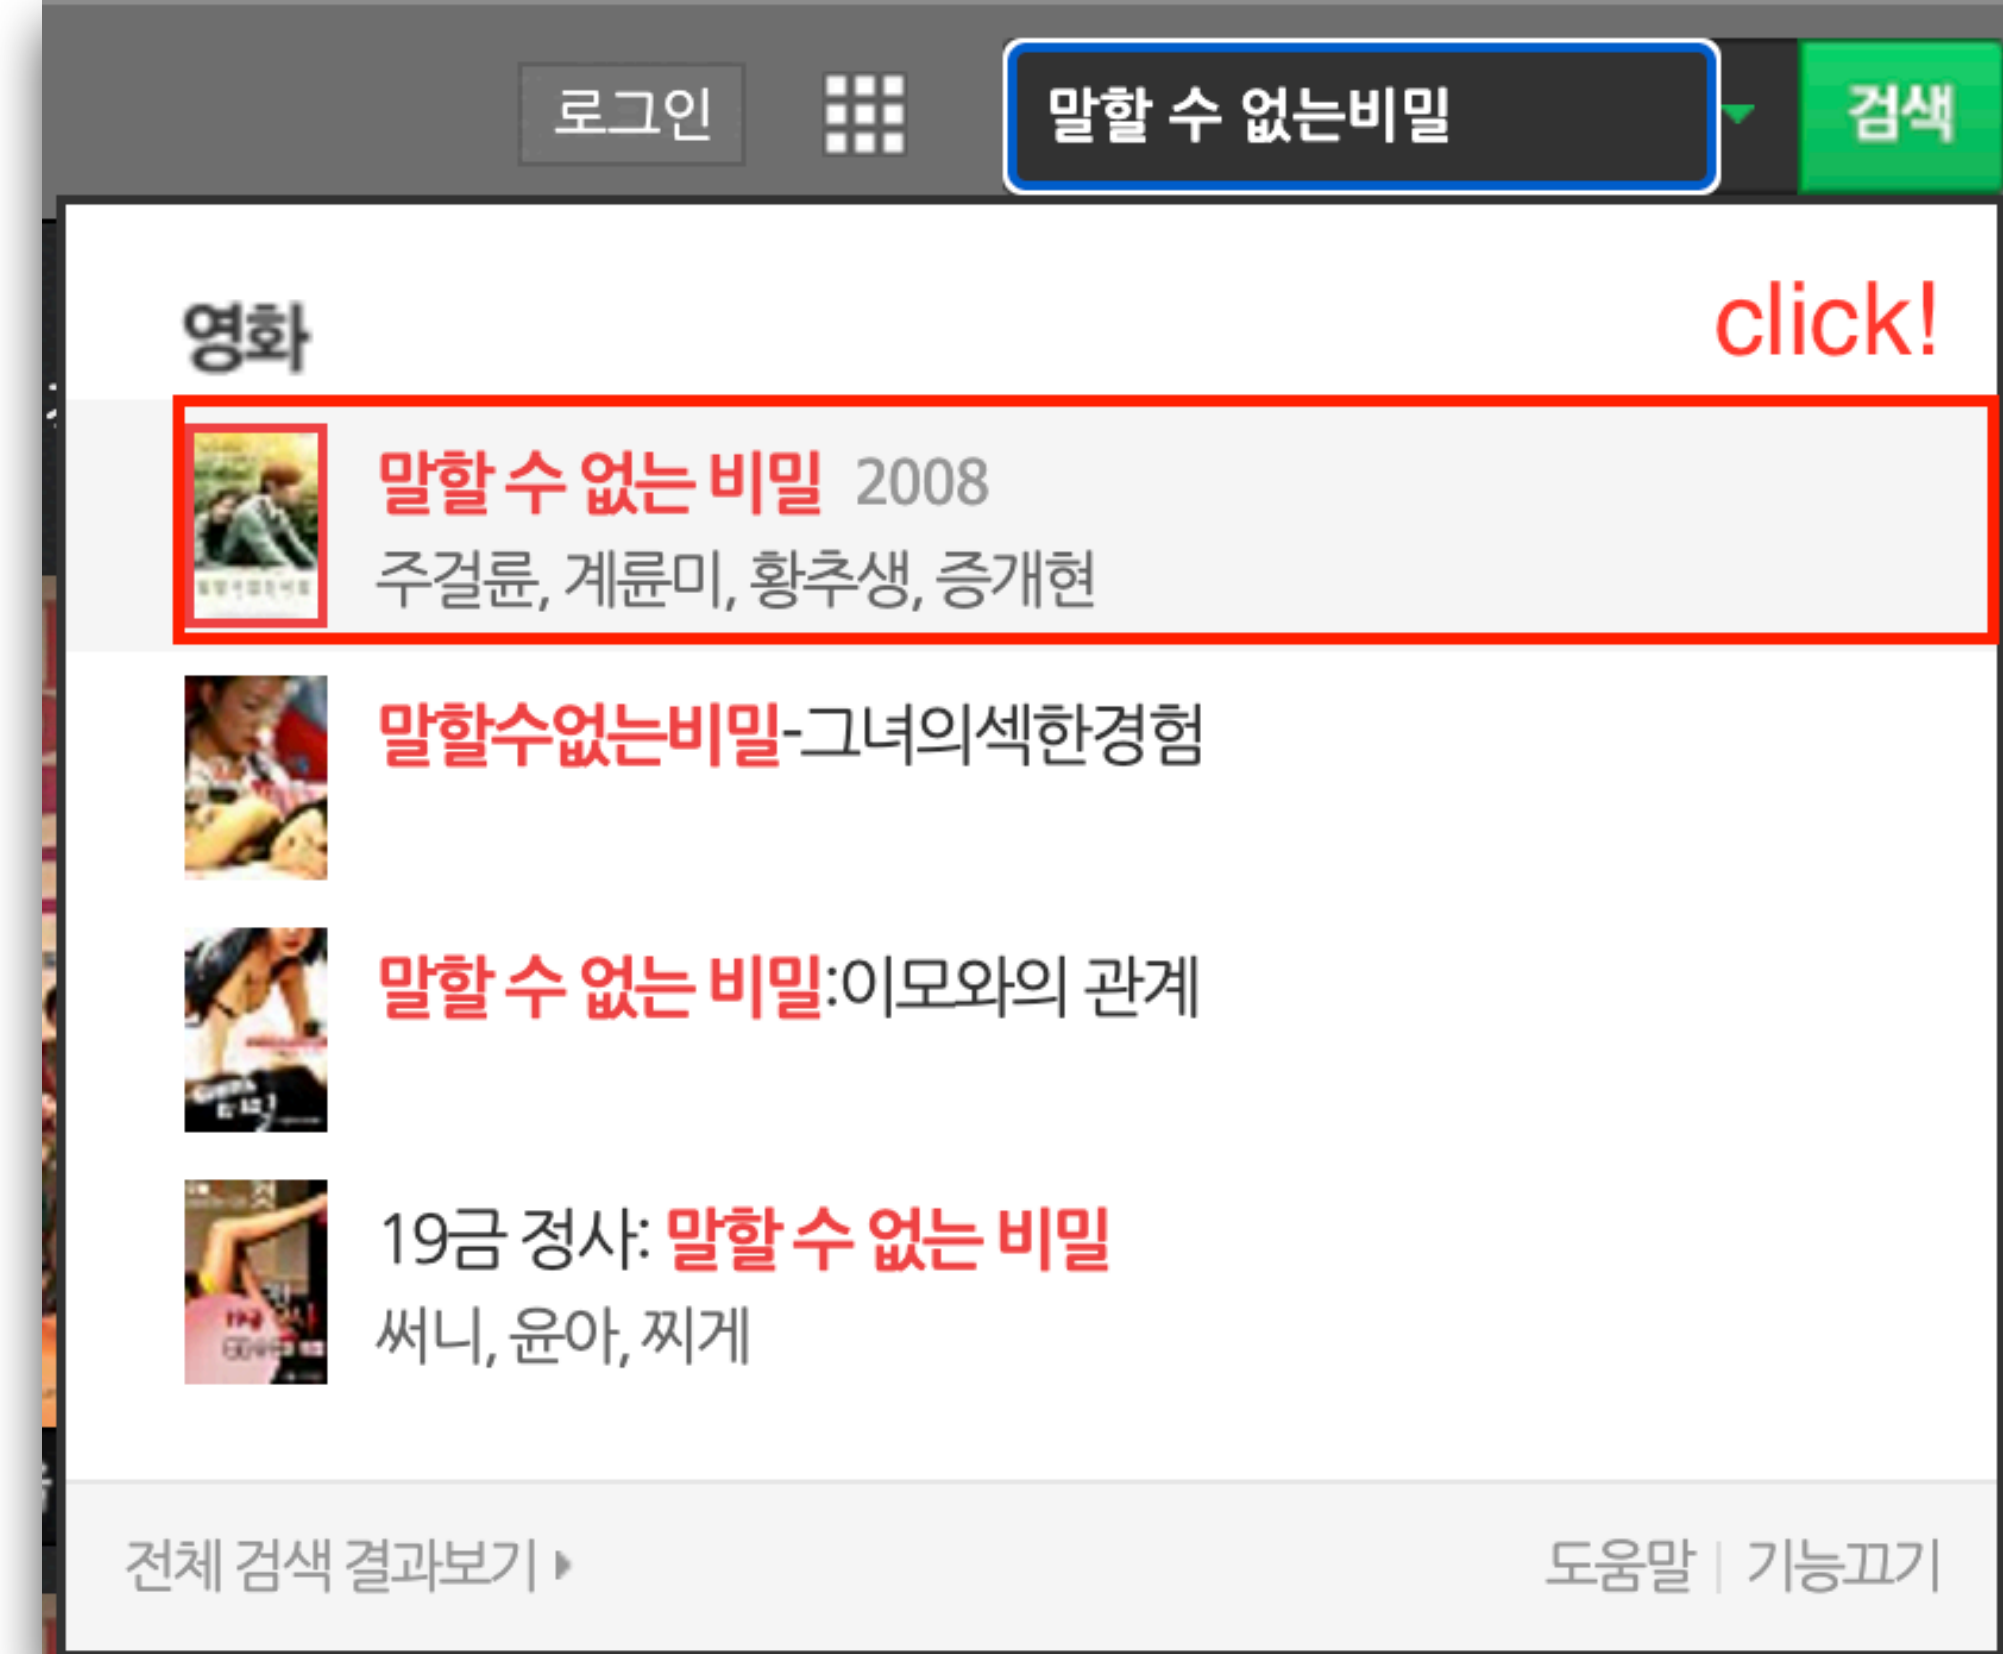 로그인
말할 수 없는비밀
검색
영화
click!
말할 수 없는 비밀 2008
주걸륜, 계륜미, 황추생, 증개현
말할수없는비밀-그녀의섹한경험
말할 수 없는 비밀:이모와의 관계
19금 정사: 말할 수 없는 비밀
써니, 윤아, 찌게
전체 검색 결과보기
도움말 | 기능끄기